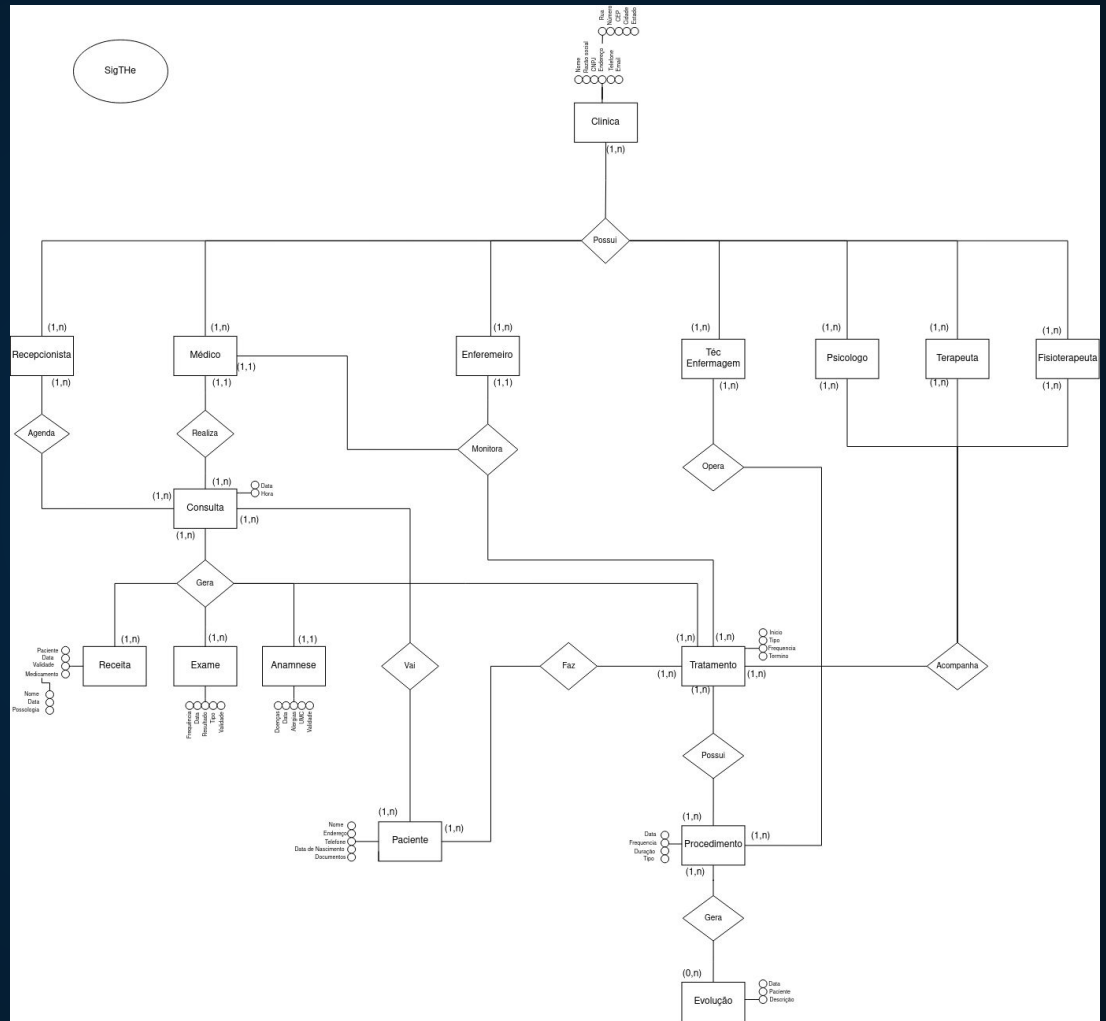 Rua
Número
CEP
Cidade
Estado
SigTHe
Nome
Razão social
CNPJ
Endereço
Telefone
Email
Clinica
(1,n)
Possui
(1,n)
(1,n)
(1,n)
(1,n)
(1,n)
(1,n)
(1,n)
Recepcionista
Médico
Enferemeiro
Téc
Enfermagem
Psicologo
Terapeuta
Fisioterapeuta
(1,1)
(1,n)
(1,1)
(1,1)
(1,n)
(1,n)
(1,n)
(1,n)
Agenda
Realiza
Monitora
Opera
(1,n)
(1,n)
Data
Hora
Consulta
(1,n)
(1,n)
Gera
(1,n)
(1,n)
(1,1)
(1,n)
(1,n)
Paciente
Data
Validade
Medicamento
Nome
Data
Possologia
Receita
Exame
Anamnese
Vai
Faz
Tratamento
Inicio
Tipo
Frequencia
Termino
Acompanha
(1,n)
(1,n)
(1,n)
Frequência
Data
Resultado
Tipo
Validade
Doenças
Data
Alergias
UMC
Validade
Possui
(1,n)
(1,n)
(1,n)
(1,n)
Nome
Endereço
Telefone
Data de Nascimento
Documentos
Paciente
Data
Frequencia
Duração
Tipo
Procedimento
(1,n)
Gera
(0,n)
Evolução
Data
Paciente
Descrição